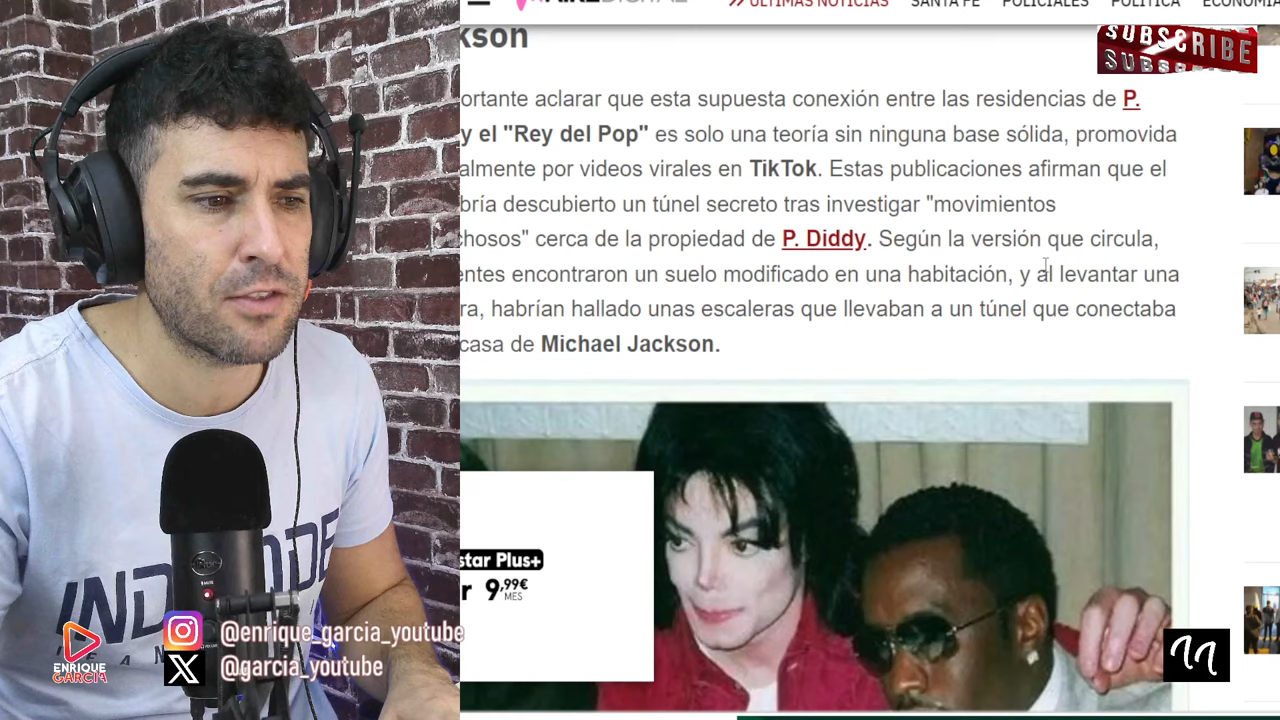 AIREDIGITAL
ÚLTIMAS NOTICIAS SANTA FE POLICIALES POLÍTICA ECONOMÍA
kson
SUBSCRIBE
SUBSCRIBE
ortante aclarar que esta supuesta conexión entre las residencias de P.
y el "Rey del Pop" es solo una teoría sin ninguna base sólida, promovida
almente por videos virales en TikTok. Estas publicaciones afirman que el
bría descubierto un túnel secreto tras investigar "movimientos
chosos" cerca de la propiedad de P. Diddy. Según la versión que circula,
entes encontraron un suelo modificado en una habitación, y al levantar una
ra, habrían hallado unas escaleras que llevaban a un túnel que conectaba
casa de Michael Jackson.
star Plus+
r 9,99€
MES
@enrique_garcia_youtube
@garcia_youtube
ENRIQUE
GARCIA